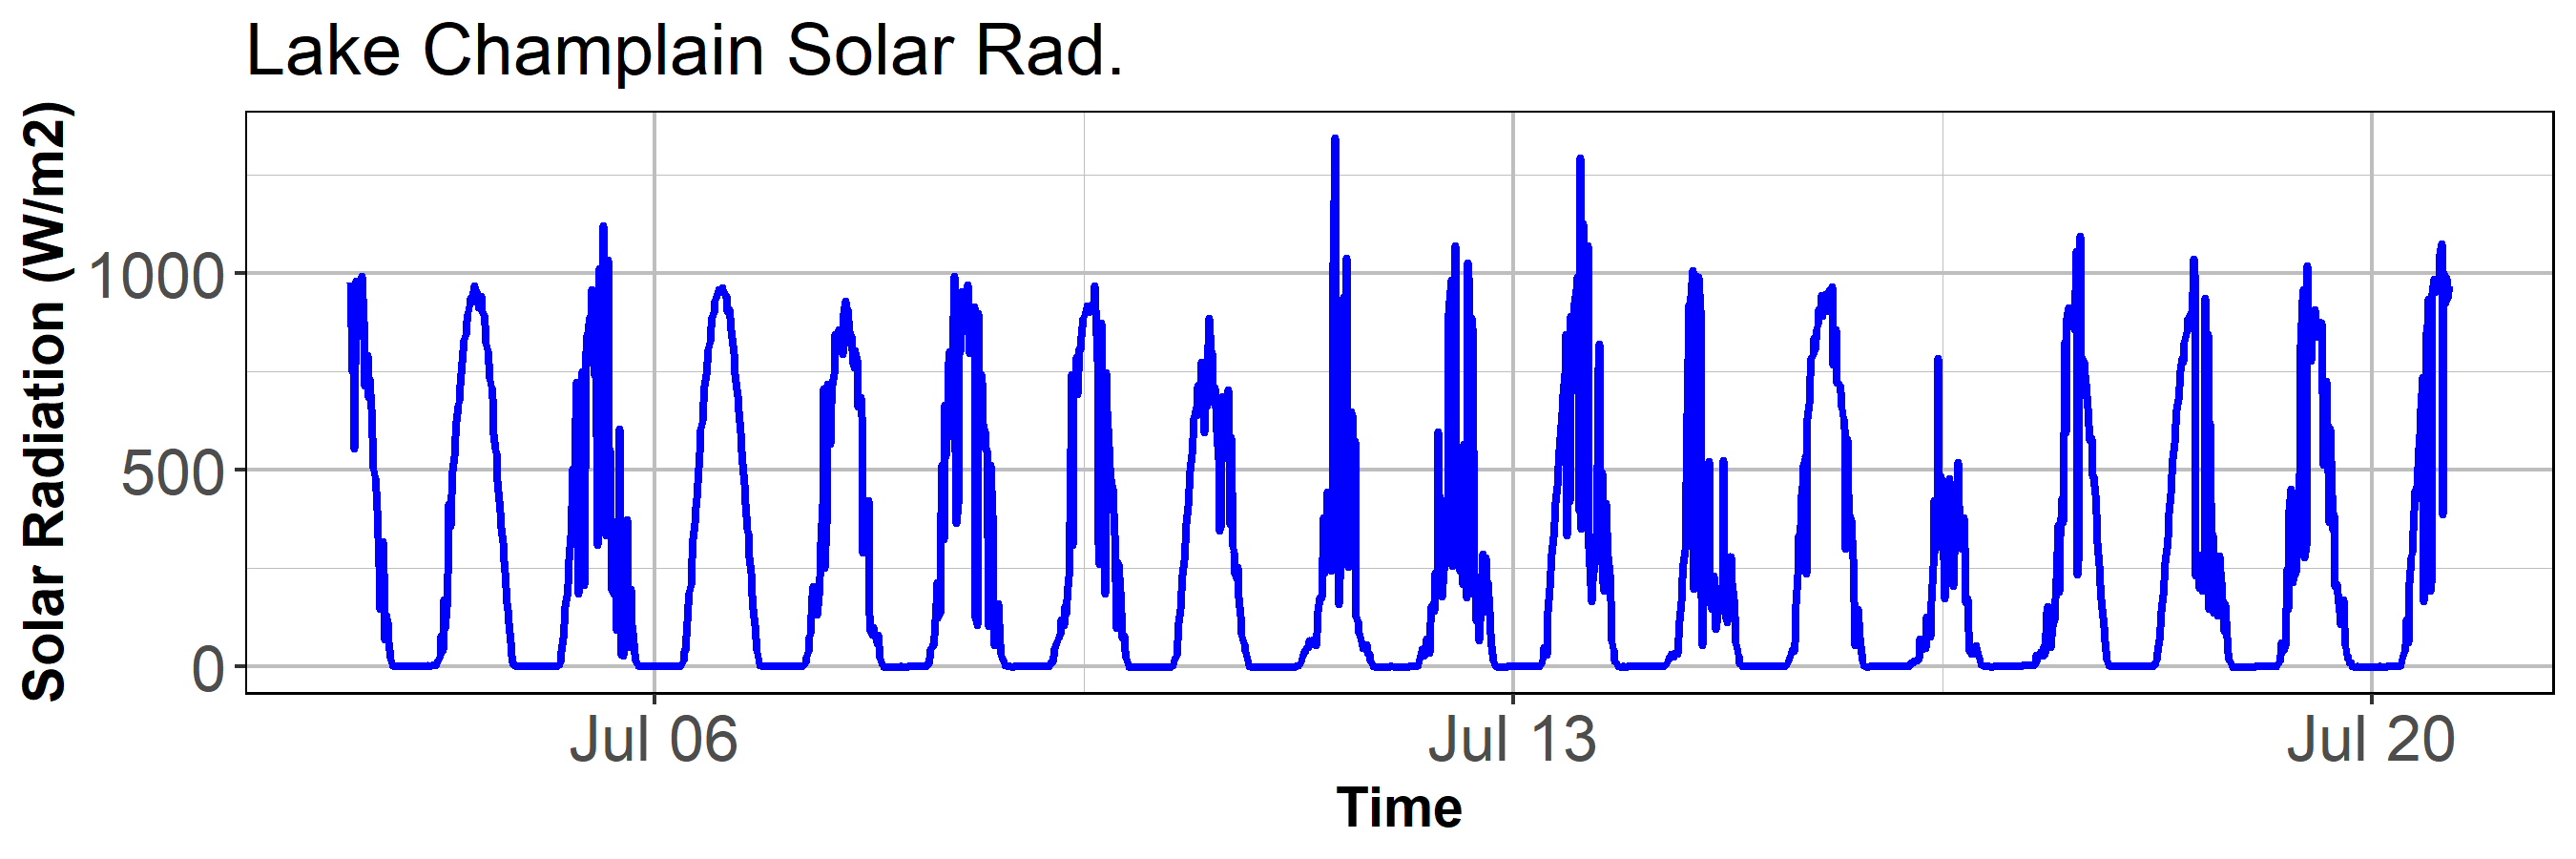 Lake Champlain Solar Rad.
Solar Radiation (W/m2)
1000
500
0
Jul 06
Jul 13
Jul 20
Time